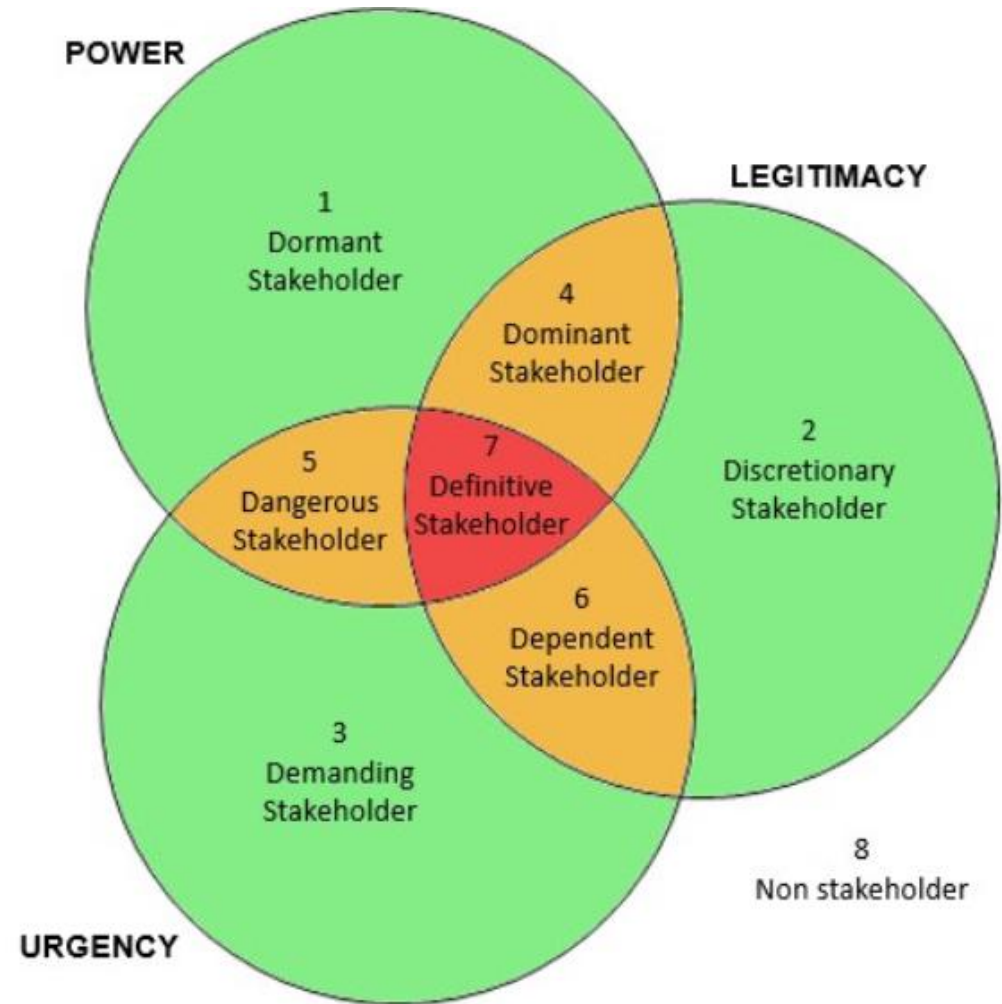 POWER
LEGITIMACY
1
Dormant
Stakeholder
4
Dominant
Stakeholder
2
Discretionary
Stakeholder
5
Dangerous
Stakeholder
7
Definitive
Stakeholder
6
Dependent
Stakeholder
3
Demanding
Stakeholder
8
Non stakeholder
URGENCY